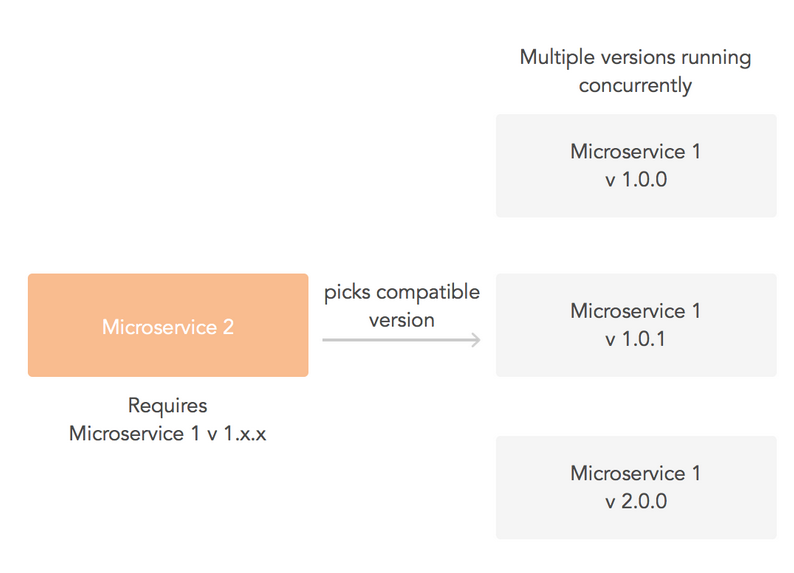 Multiple versions running
concurrently
Microservice 1
v 1.0.0
Microservice 2
Requires
Microservice 1 v 1.x.x
picks compatible
version
Microservice 1
v 1.0.1
Microservice 1
v 2.0.0